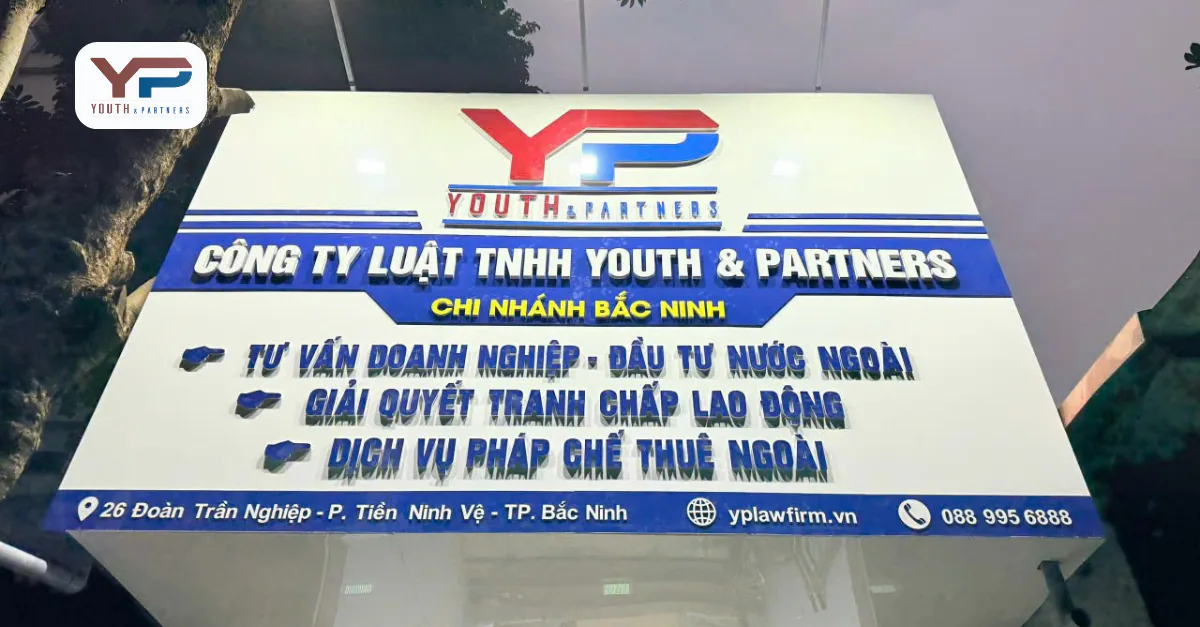 YP
YOUTH & PARTNERS
YP
YOUTH & PARTNERS
CÔNG TY LUẬT TNHH YOUTH & PARTNERS
CHI NHÁNH BẮC NINH
TƯ VẤN DOANH NGHIỆP - ĐẦU TƯ NƯỚC NGOÀI
GIẢI QUYẾT TRANH CHẤP LAO ĐỘNG
DỊCH VỤ PHÁP CHẾ THUÊ NGOÀI
26 Đoàn Trần Nghiệp - P. Tiền Ninh Vệ - TP. Bắc Ninh yplawfirm.vn 088 995 6888